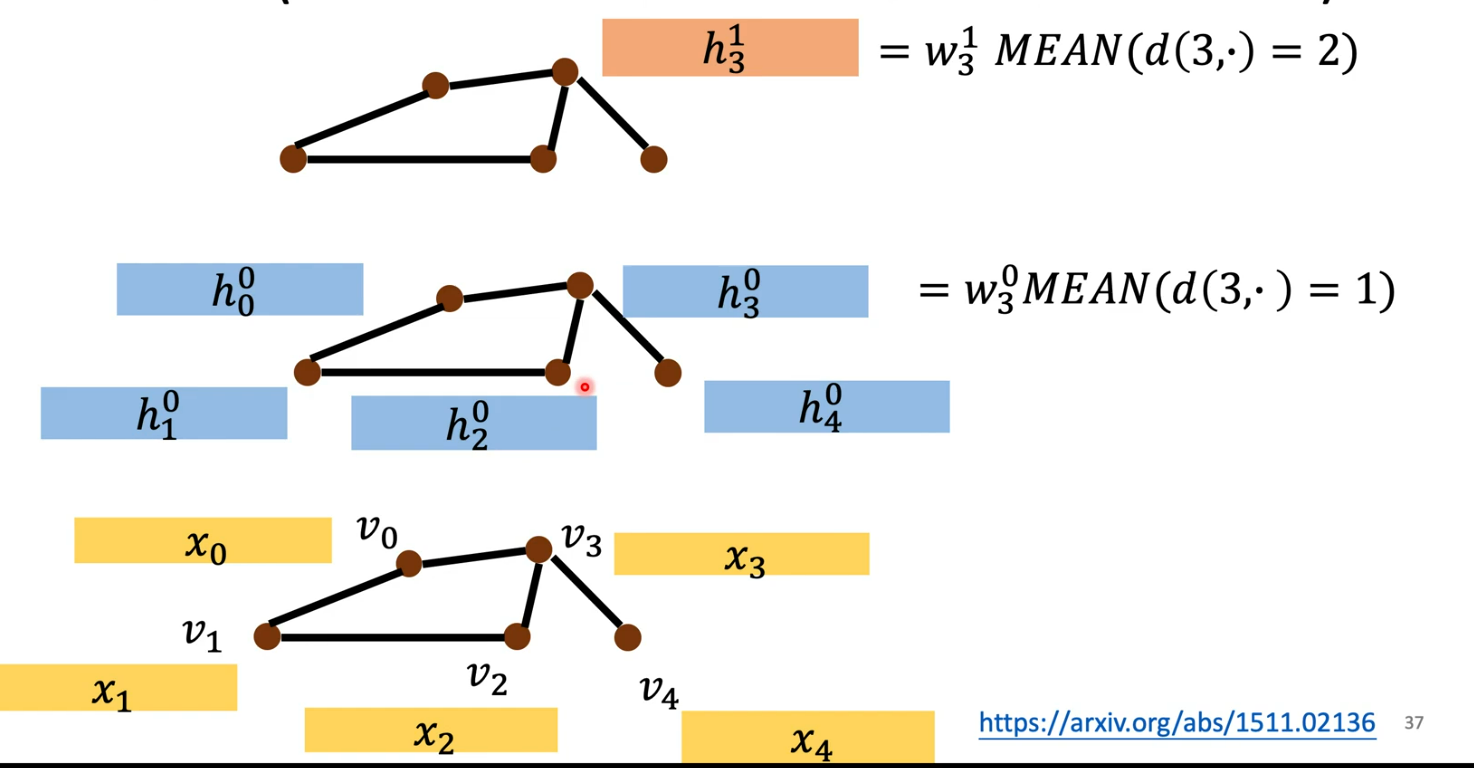 h_3^1 = w_3^1 MEAN(d(3,·) = 2)
h_0^0
h_3^0 = w_3^0 MEAN(d(3,· ) = 1)
h_1^0
h_2^0
h_4^0
x_0
v_0
v_3
x_3
v_1
x_1
v_2
v_4
x_2
x_4
https://arxiv.org/abs/1511.02136
37